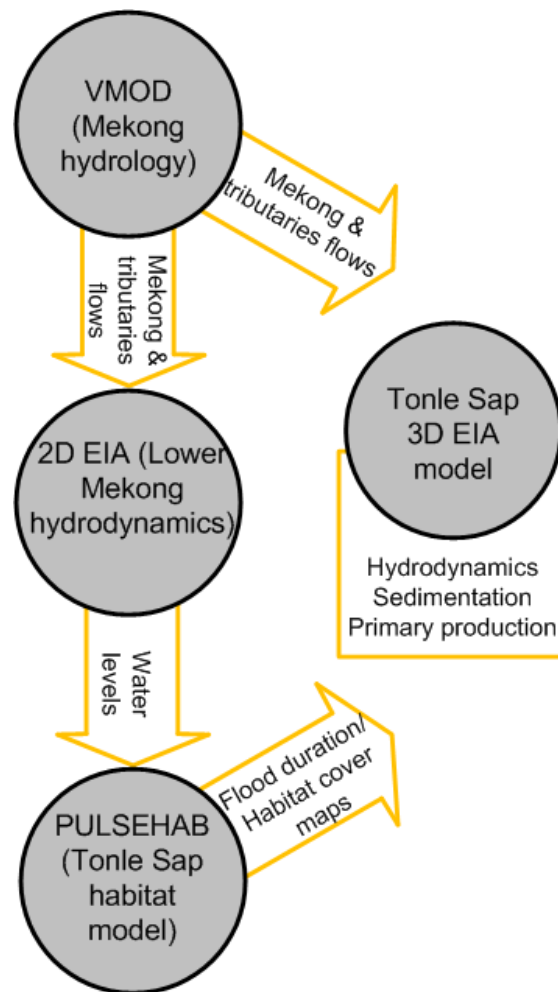 VMOD
(Mekong
hydrology)
Mekong &
tributaries flows
Mekong &
tributaries
flows
2D EIA (Lower
Mekong
hydrodynamics)
Tonle Sap
3D EIA
model
Hydrodynamics
Sedimentation
Primary production
Water
levels
Flood duration/
Habitat cover
maps
PULSEHAB
(Tonle Sap
habitat
model)